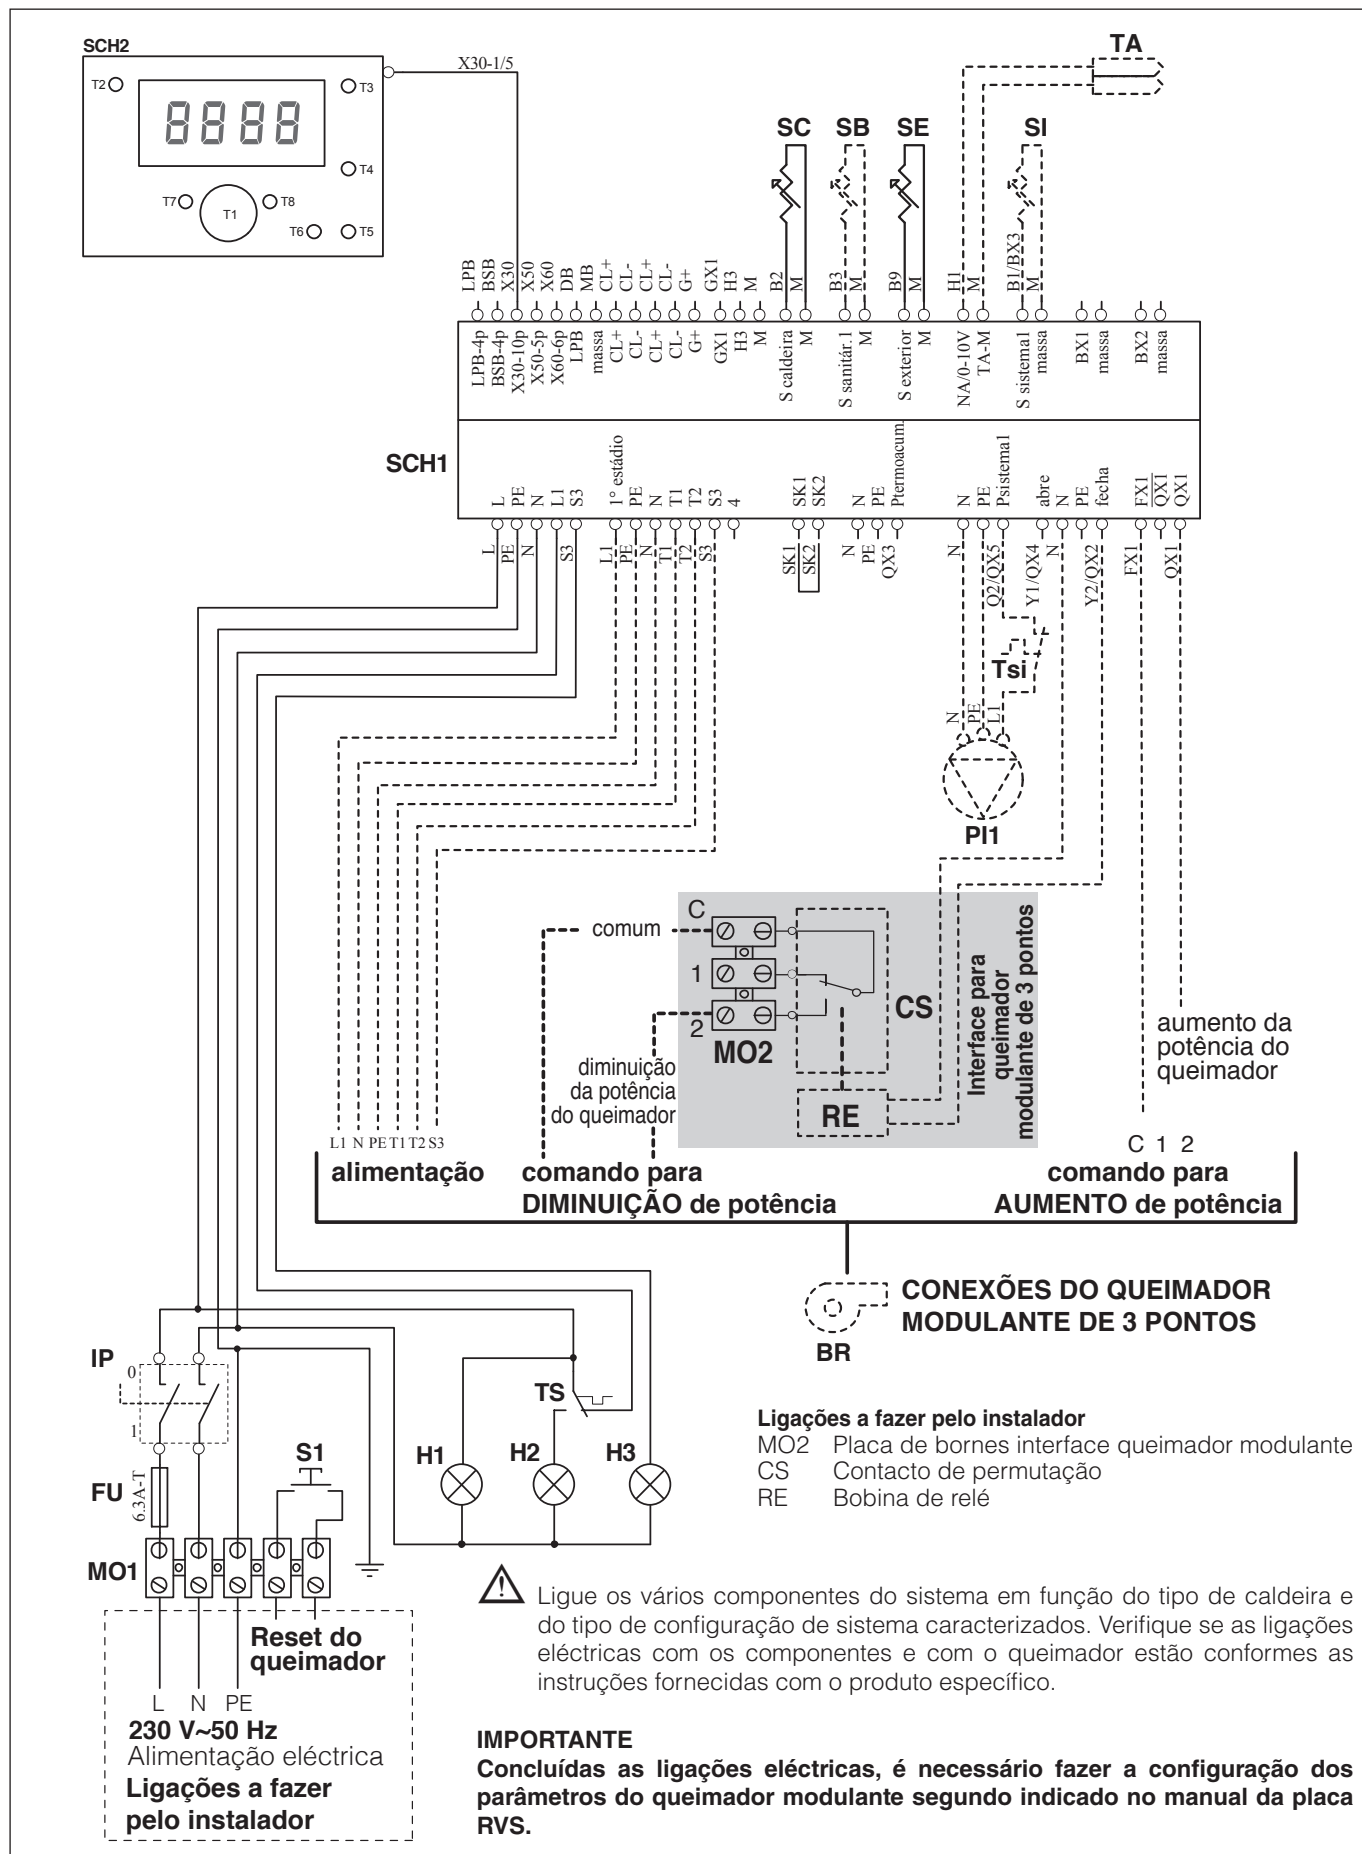 SCH2
X30-1/5
T2
T3
8888
T4
T7
T1
T8
T6
T5
TA
SC
SB
SE
SI
LPB
BSB
X30
X50
X60
DB
MB
CL+
CL-
CL+
CL-
G+
GX1
H3
M
B2
M
B3
M
B9
M
H1
M
B1/BX3
M
LPB-4p
BSB-4p
X30-10p
X50-5p
X60-6p
LPB
massa
CL+
CL-
CL+
CL-
G+
GX1
H3
M
S caldeira
M
S sanitár.1
M
S exterior
M
NA/0-10V
TA-M
S sistema1
massa
BX1
massa
BX2
massa
SCH1
L
PE
N
L1
S3
1° estádio
PE
N
T1
T2
S3
4
SK1
SK2
N
PE
Ptermoacum.
N
PE
Psistema1
abre
N
PE
fecha
FX1
QX1
QX1
L
PE
N
S3
L1
PE
N
T1
T2
S3
SK1
SK2
N
PE
QX3
N
Q2/QX5
Y1/QX4
N
Y2/QX2
FX1
QX1
Tsi
N
PE
L1
PI1
C
comum
1
2
MO2
CS
RE
Interface para
queimador
modulante de 3 pontos
diminuição
da potência
do queimador
aumento da
potência do
queimador
L1 N PE T1 T2 S3
C 1 2
alimentação
comando para
DIMINUIÇÃO de potência
comando para
AUMENTO de potência
CONEXÕES DO QUEIMADOR
MODULANTE DE 3 PONTOS
BR
IP
0
1
TS
H1
H2
H3
S1
FU
6.3A-T
MO1
Reset do
queimador
L N PE
230 V~50 Hz
Alimentação eléctrica
Ligações a fazer
pelo instalador
Ligações a fazer pelo instalador
MO2 Placa de bornes interface queimador modulante
CS Contacto de permutação
RE Bobina de relé
Ligue os vários componentes do sistema em função do tipo de caldeira e
do tipo de configuração de sistema caracterizados. Verifique se as ligações
eléctricas com os componentes e com o queimador estão conformes as
instruções fornecidas com o produto específico.
IMPORTANTE
Concluídas as ligações eléctricas, é necessário fazer a configuração dos
parâmetros do queimador modulante segundo indicado no manual da placa
RVS.